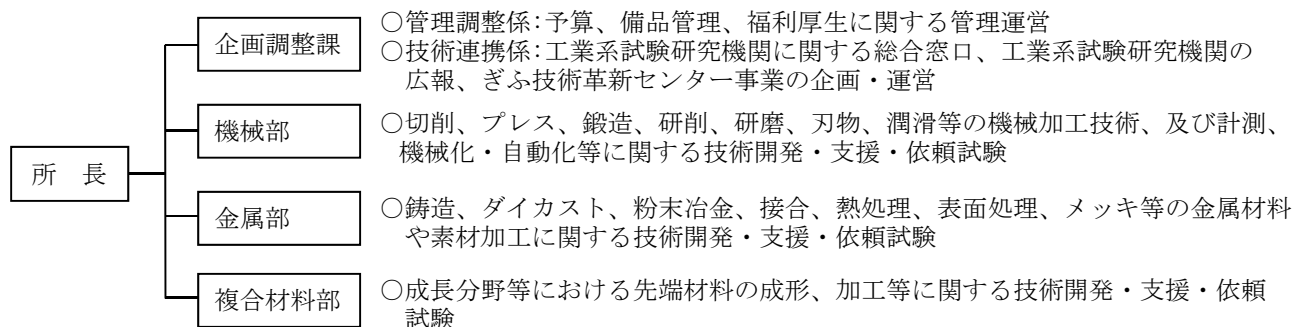 企画調整課
○管理調整係：予算、備品管理、福利厚生に関する管理運営
○技術連携係：工業系試験研究機関に関する総合窓口、工業系試験研究機関の
広報、ぎふ技術革新センター事業の企画・運営
機械部
○切削、プレス、鍛造、研削、研磨、刃物、潤滑等の機械加工技術、及び計測、
機械化・自動化等に関する技術開発・支援・依頼試験
所　長
金属部
○鋳造、ダイカスト、粉末冶金、接合、熱処理、表面処理、メッキ等の金属材料
や素材加工に関する技術開発・支援・依頼試験
複合材料部
○成長分野等における先端材料の成形、加工等に関する技術開発・支援・依頼
試験